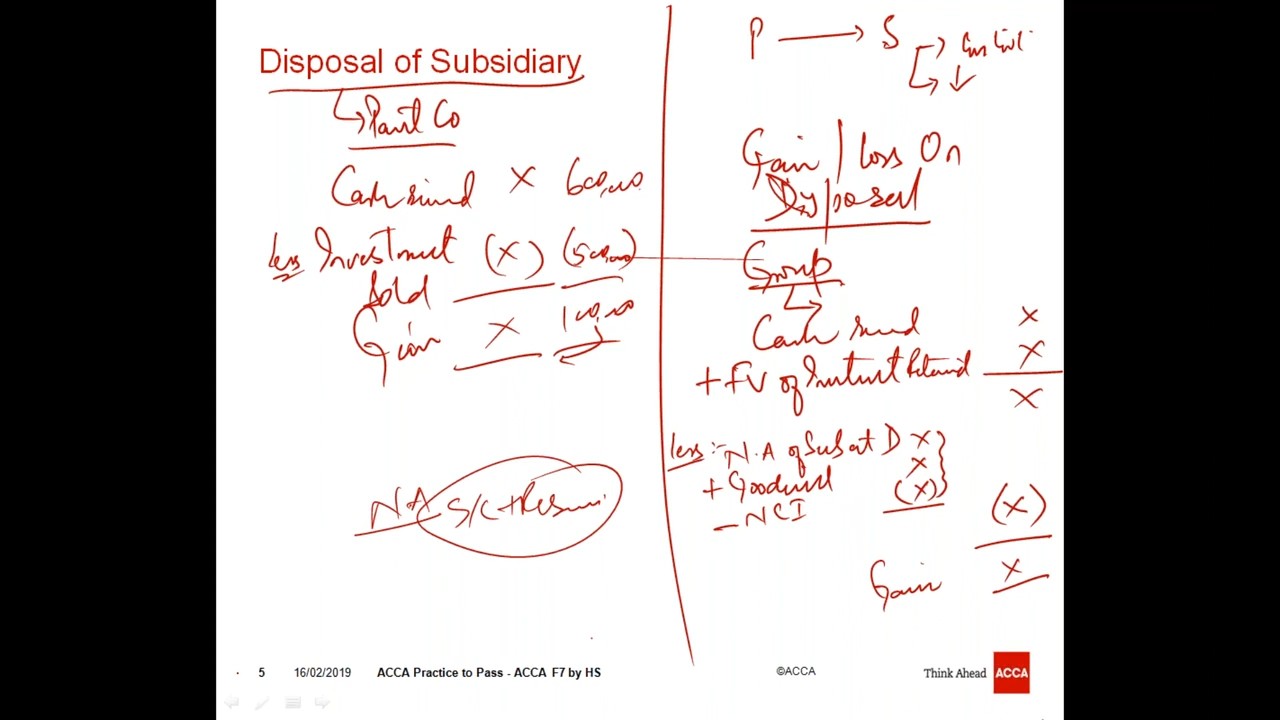 Disposal of Subsidiary
Parent Co
Cash received X 600,000
less Investment (X) (500,000)
Sold
Gain X 100,000
NA S/C + Reserves
P → S
Gain | Loss On
Disposal
Group
Cash received X
+ FV of Interest Retained X
X
less :- N.A of Sub at D X
+ Goodwill X
- NCI (X) (X)
Gain X
5 16/02/2019 ACCA Practice to Pass - ACCA F7 by HS ©ACCA Think Ahead ACCA